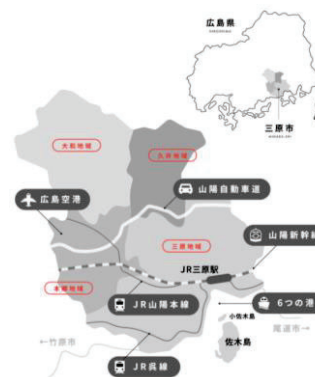 広島県
HIROSHIMA
三原市
大和地域
久井地域
広島空港
山陽自動車道
三原地域
山陽新幹線
JR三原駅
本郷地域
JR山陽本線
6つの港
小佐木島
←竹原市
尾道市→
佐木島
JR呉線